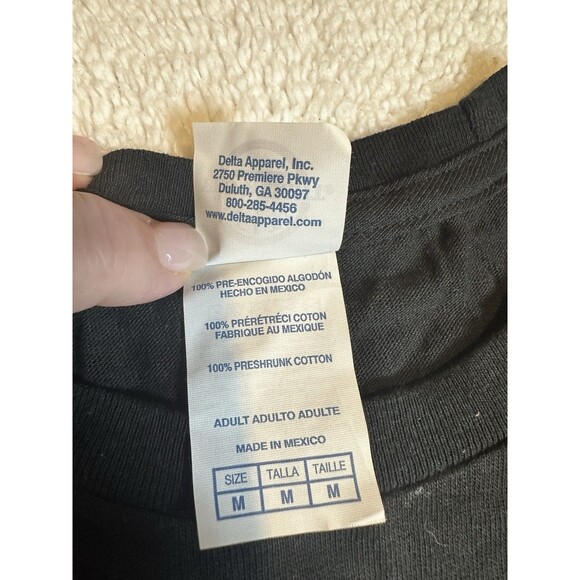 Delta Apparel, Inc.
2750 Premiere Pkwy
Duluth, GA 30097
800-285-4456
www.deltaapparel.com
100% PRE-ENCOGIDO ALGODÓN
HECHO EN MEXICO
100% PRÉRÉTRÉCI COTON
FABRIQUE AU MEXIQUE
100% PRESHRUNK COTTON
ADULT ADULTO ADULTE
MADE IN MEXICO
SIZE TALLA TAILLE
M M M